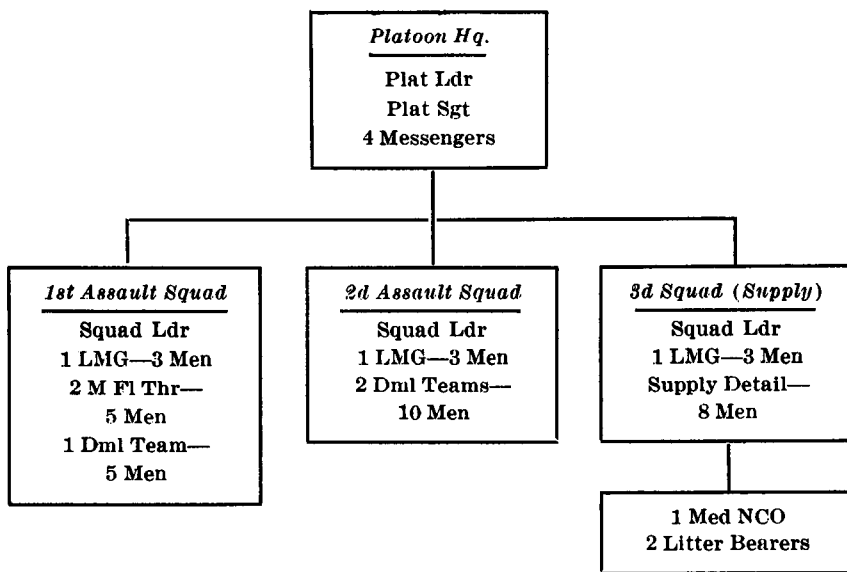 Platoon Hq.
Plat Ldr
Plat Sgt
4 Messengers
1st Assault Squad
Squad Ldr
1 LMG—3 Men
2 M Fl Thr—
5 Men
1 Dml Team—
5 Men
2d Assault Squad
Squad Ldr
1 LMG—3 Men
2 Dml Teams—
10 Men
3d Squad (Supply)
Squad Ldr
1 LMG—3 Men
Supply Detail—
8 Men
1 Med NCO
2 Litter Bearers